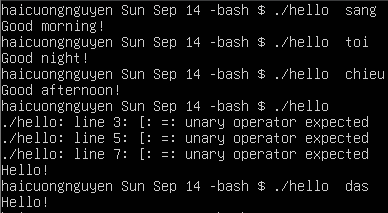 haicuongnguyen Sun Sep 14 -bash $ ./hello  sang
Good morning!
haicuongnguyen Sun Sep 14 -bash $ ./hello  toi
Good night!
haicuongnguyen Sun Sep 14 -bash $ ./hello  chieu
Good afternoon!
haicuongnguyen Sun Sep 14 -bash $ ./hello
./hello: line 3: [: =: unary operator expected
./hello: line 5: [: =: unary operator expected
./hello: line 7: [: =: unary operator expected
Hello!
haicuongnguyen Sun Sep 14 -bash $ ./hello  das
Hello!